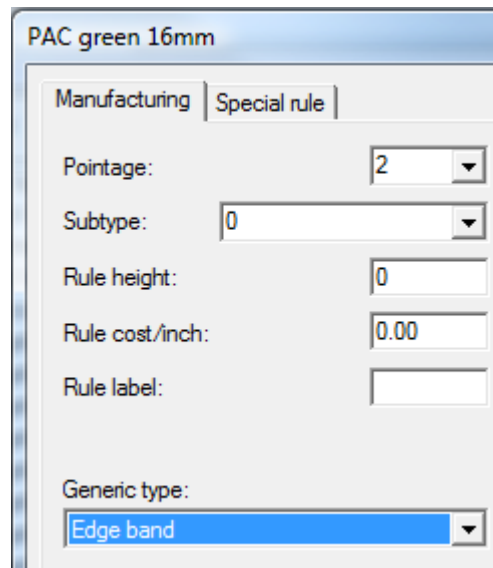 PAC green 16mm
Manufacturing Special rule
Pointage: 2
Subtype: 0
Rule height: 0
Rule cost/inch: 0.00
Rule label:
Generic type:
Edge band